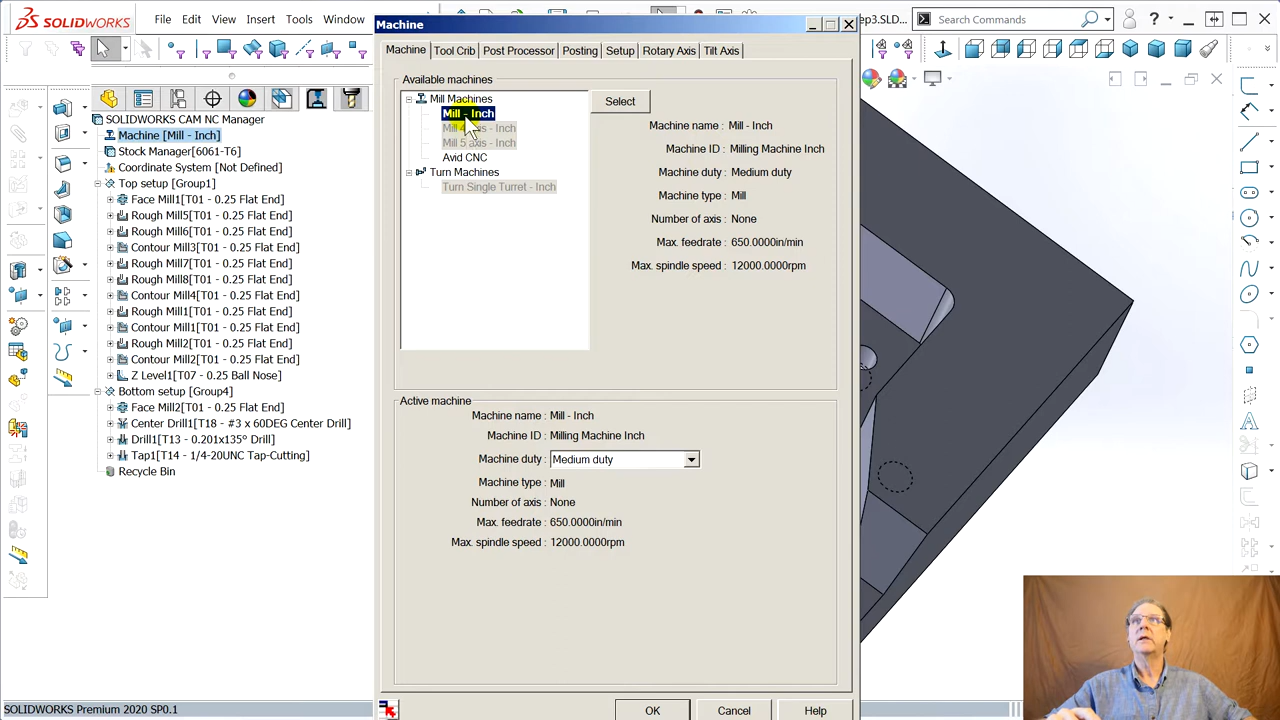 SOLIDWORKS File Edit View Insert Tools Window
Machine
ep3.SLD...
Search Commands
Machine Tool Crib Post Processor Posting Setup Rotary Axis Tilt Axis
Available machines
Mill Machines
Mill - Inch
Mill 5 axis - Inch
Avid CNC
Turn Machines
Turn Single Turret - Inch
Select
Machine name : Mill - Inch
Machine ID : Milling Machine Inch
Machine duty : Medium duty
Machine type : Mill
Number of axis : None
Max. feedrate : 650.0000in/min
Max. spindle speed : 12000.0000rpm
Active machine
Machine name : Mill - Inch
Machine ID : Milling Machine Inch
Machine duty : Medium duty
Machine type : Mill
Number of axis : None
Max. feedrate : 650.0000in/min
Max. spindle speed : 12000.0000rpm
OK Cancel Help
SOLIDWORKS CAM NC Manager
Machine [Mill - Inch]
Stock Manager[6061-T6]
Coordinate System [Not Defined]
Top setup [Group1]
Face Mill1[T01 - 0.25 Flat End]
Rough Mill5[T01 - 0.25 Flat End]
Rough Mill6[T01 - 0.25 Flat End]
Contour Mill3[T01 - 0.25 Flat End]
Rough Mill7[T01 - 0.25 Flat End]
Rough Mill8[T01 - 0.25 Flat End]
Contour Mill4[T01 - 0.25 Flat End]
Rough Mill1[T01 - 0.25 Flat End]
Contour Mill1[T01 - 0.25 Flat End]
Rough Mill2[T01 - 0.25 Flat End]
Contour Mill2[T01 - 0.25 Flat End]
Z Level1[T07 - 0.25 Ball Nose]
Bottom setup [Group4]
Face Mill2[T01 - 0.25 Flat End]
Center Drill1[T18 - #3 x 60DEG Center Drill]
Drill1[T13 - 0.201x135° Drill]
Tap1[T14 - 1/4-20UNC Tap-Cutting]
Recycle Bin
SOLIDWORKS Premium 2020 SP0.1